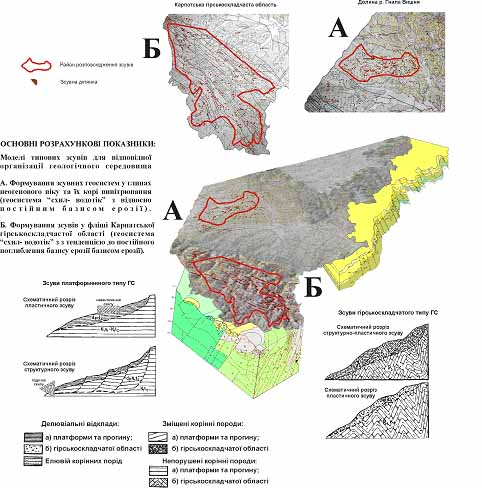 Карпатська гірськоскладчаста область
Долина р. Гнила Вишня
Б
А
Район розповсюдження зсувів
Зсувна ділянка
ОСНОВНІ РОЗРАХУНКОВІ ПОКАЗНИКИ:
Моделі типових зсувів для відповідної
організації геологічного середовища
А. Формування зсувних геосистем у глинах
неогенового віку та їх корі вивітрювання
(геосистема "схил- водотік" з відносно
постійним базисом ерозії).
Б. Формування зсувів у фліші Карпатської
гірськоскладчастої області (геосистема
"схил- водотік" з з тенденцією до постійного
поглиблення базису ерозії базисом ерозії).
А
Б
Зсуви платформенного типу ГС
Схематичний розріз
пластичного зсуву
Схематичний розріз
структурного зсуву
Зсуви гірськоскладчатого типу ГС
Схематичний розріз
структурно-пластичного зсуву
Схематичний розріз
пластичного зсуву
Делювіальні відклади:
а) платформи та прогину;
б) гірськоскладчатої області
Елювій корінних порід
Зміщені корінні породи:
а) платформи та прогину;
б) гірськоскладчатої області
Непорушені корінні породи:
а) платформи та прогину;
б) гірськоскладчатої області